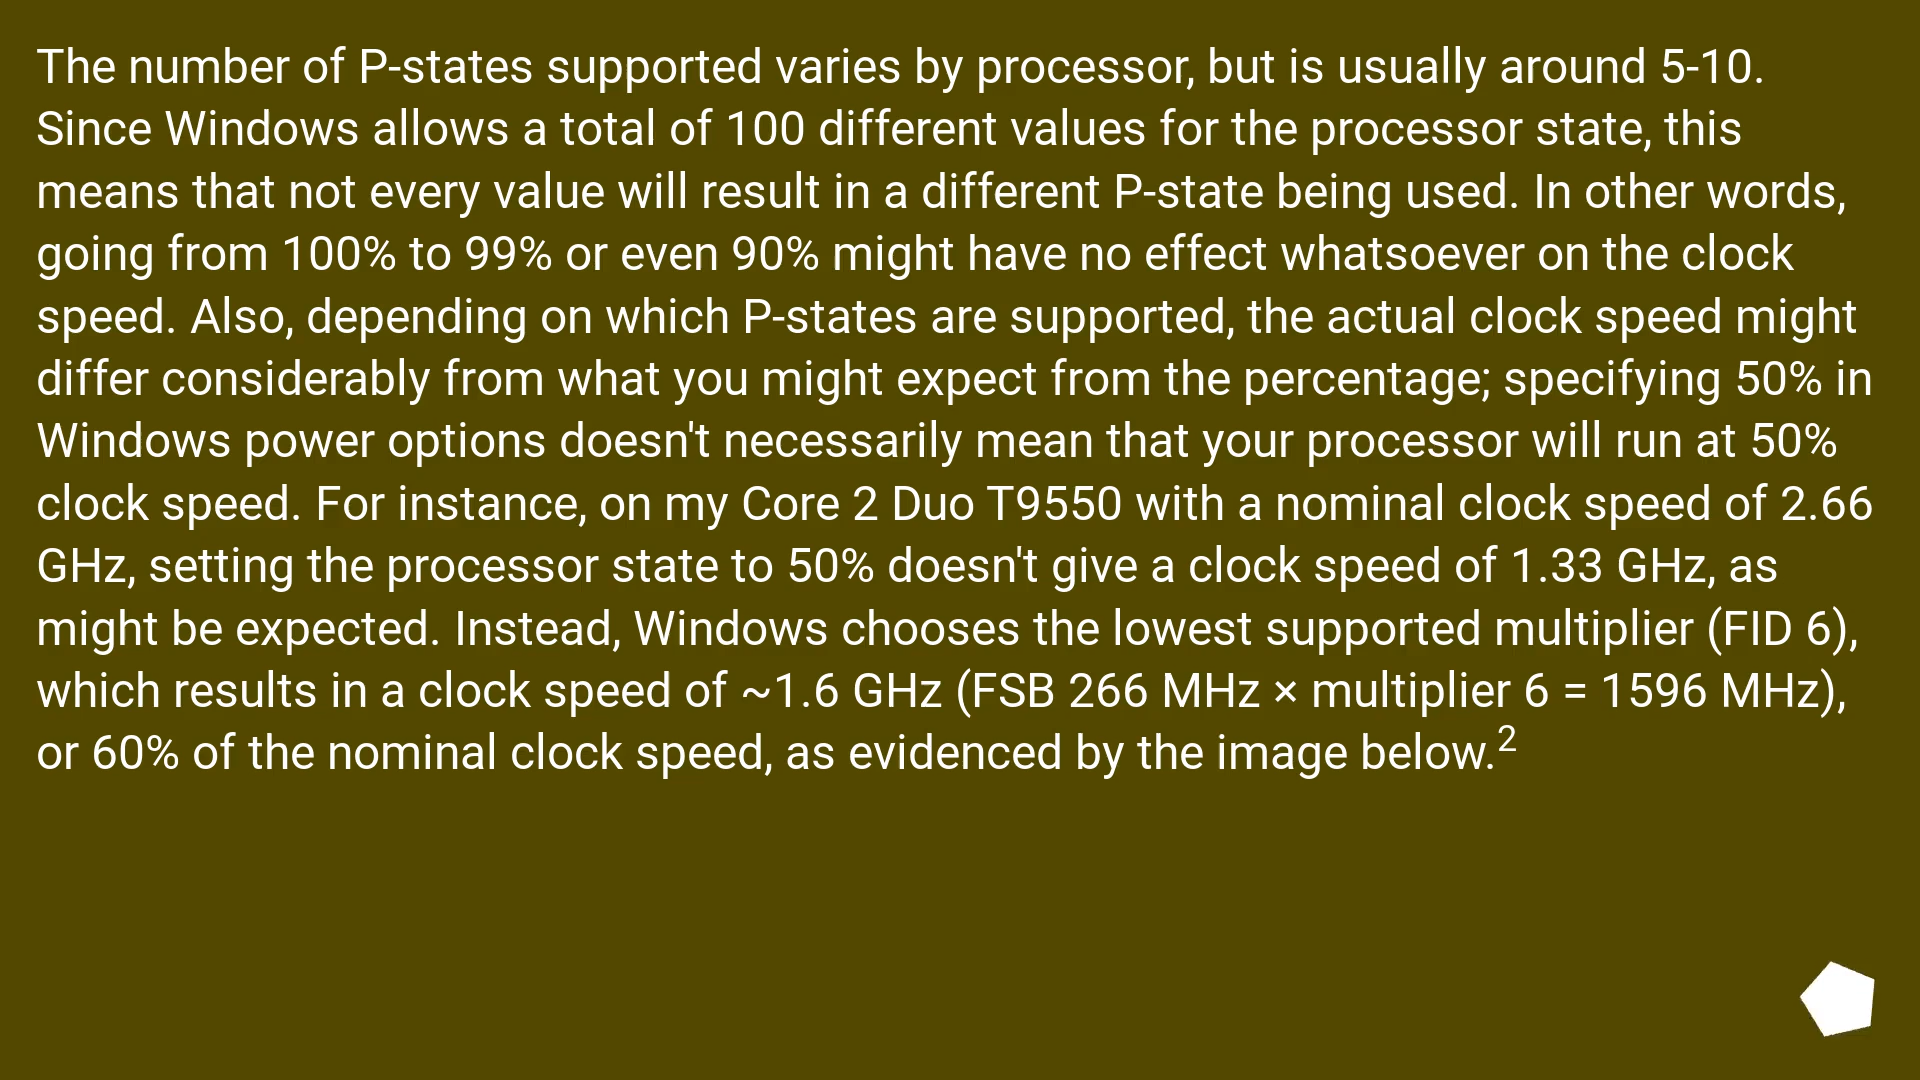 The number of P-states supported varies by processor, but is usually around 5-10.
Since Windows allows a total of 100 different values for the processor state, this
means that not every value will result in a different P-state being used. In other words,
going from 100% to 99% or even 90% might have no effect whatsoever on the clock
speed. Also, depending on which P-states are supported, the actual clock speed might
differ considerably from what you might expect from the percentage; specifying 50% in
Windows power options doesn't necessarily mean that your processor will run at 50%
clock speed. For instance, on my Core 2 Duo T9550 with a nominal clock speed of 2.66
GHz, setting the processor state to 50% doesn't give a clock speed of 1.33 GHz, as
might be expected. Instead, Windows chooses the lowest supported multiplier (FID 6),
which results in a clock speed of ~1.6 GHz (FSB 266 MHz × multiplier 6 = 1596 MHz),
or 60% of the nominal clock speed, as evidenced by the image below.²